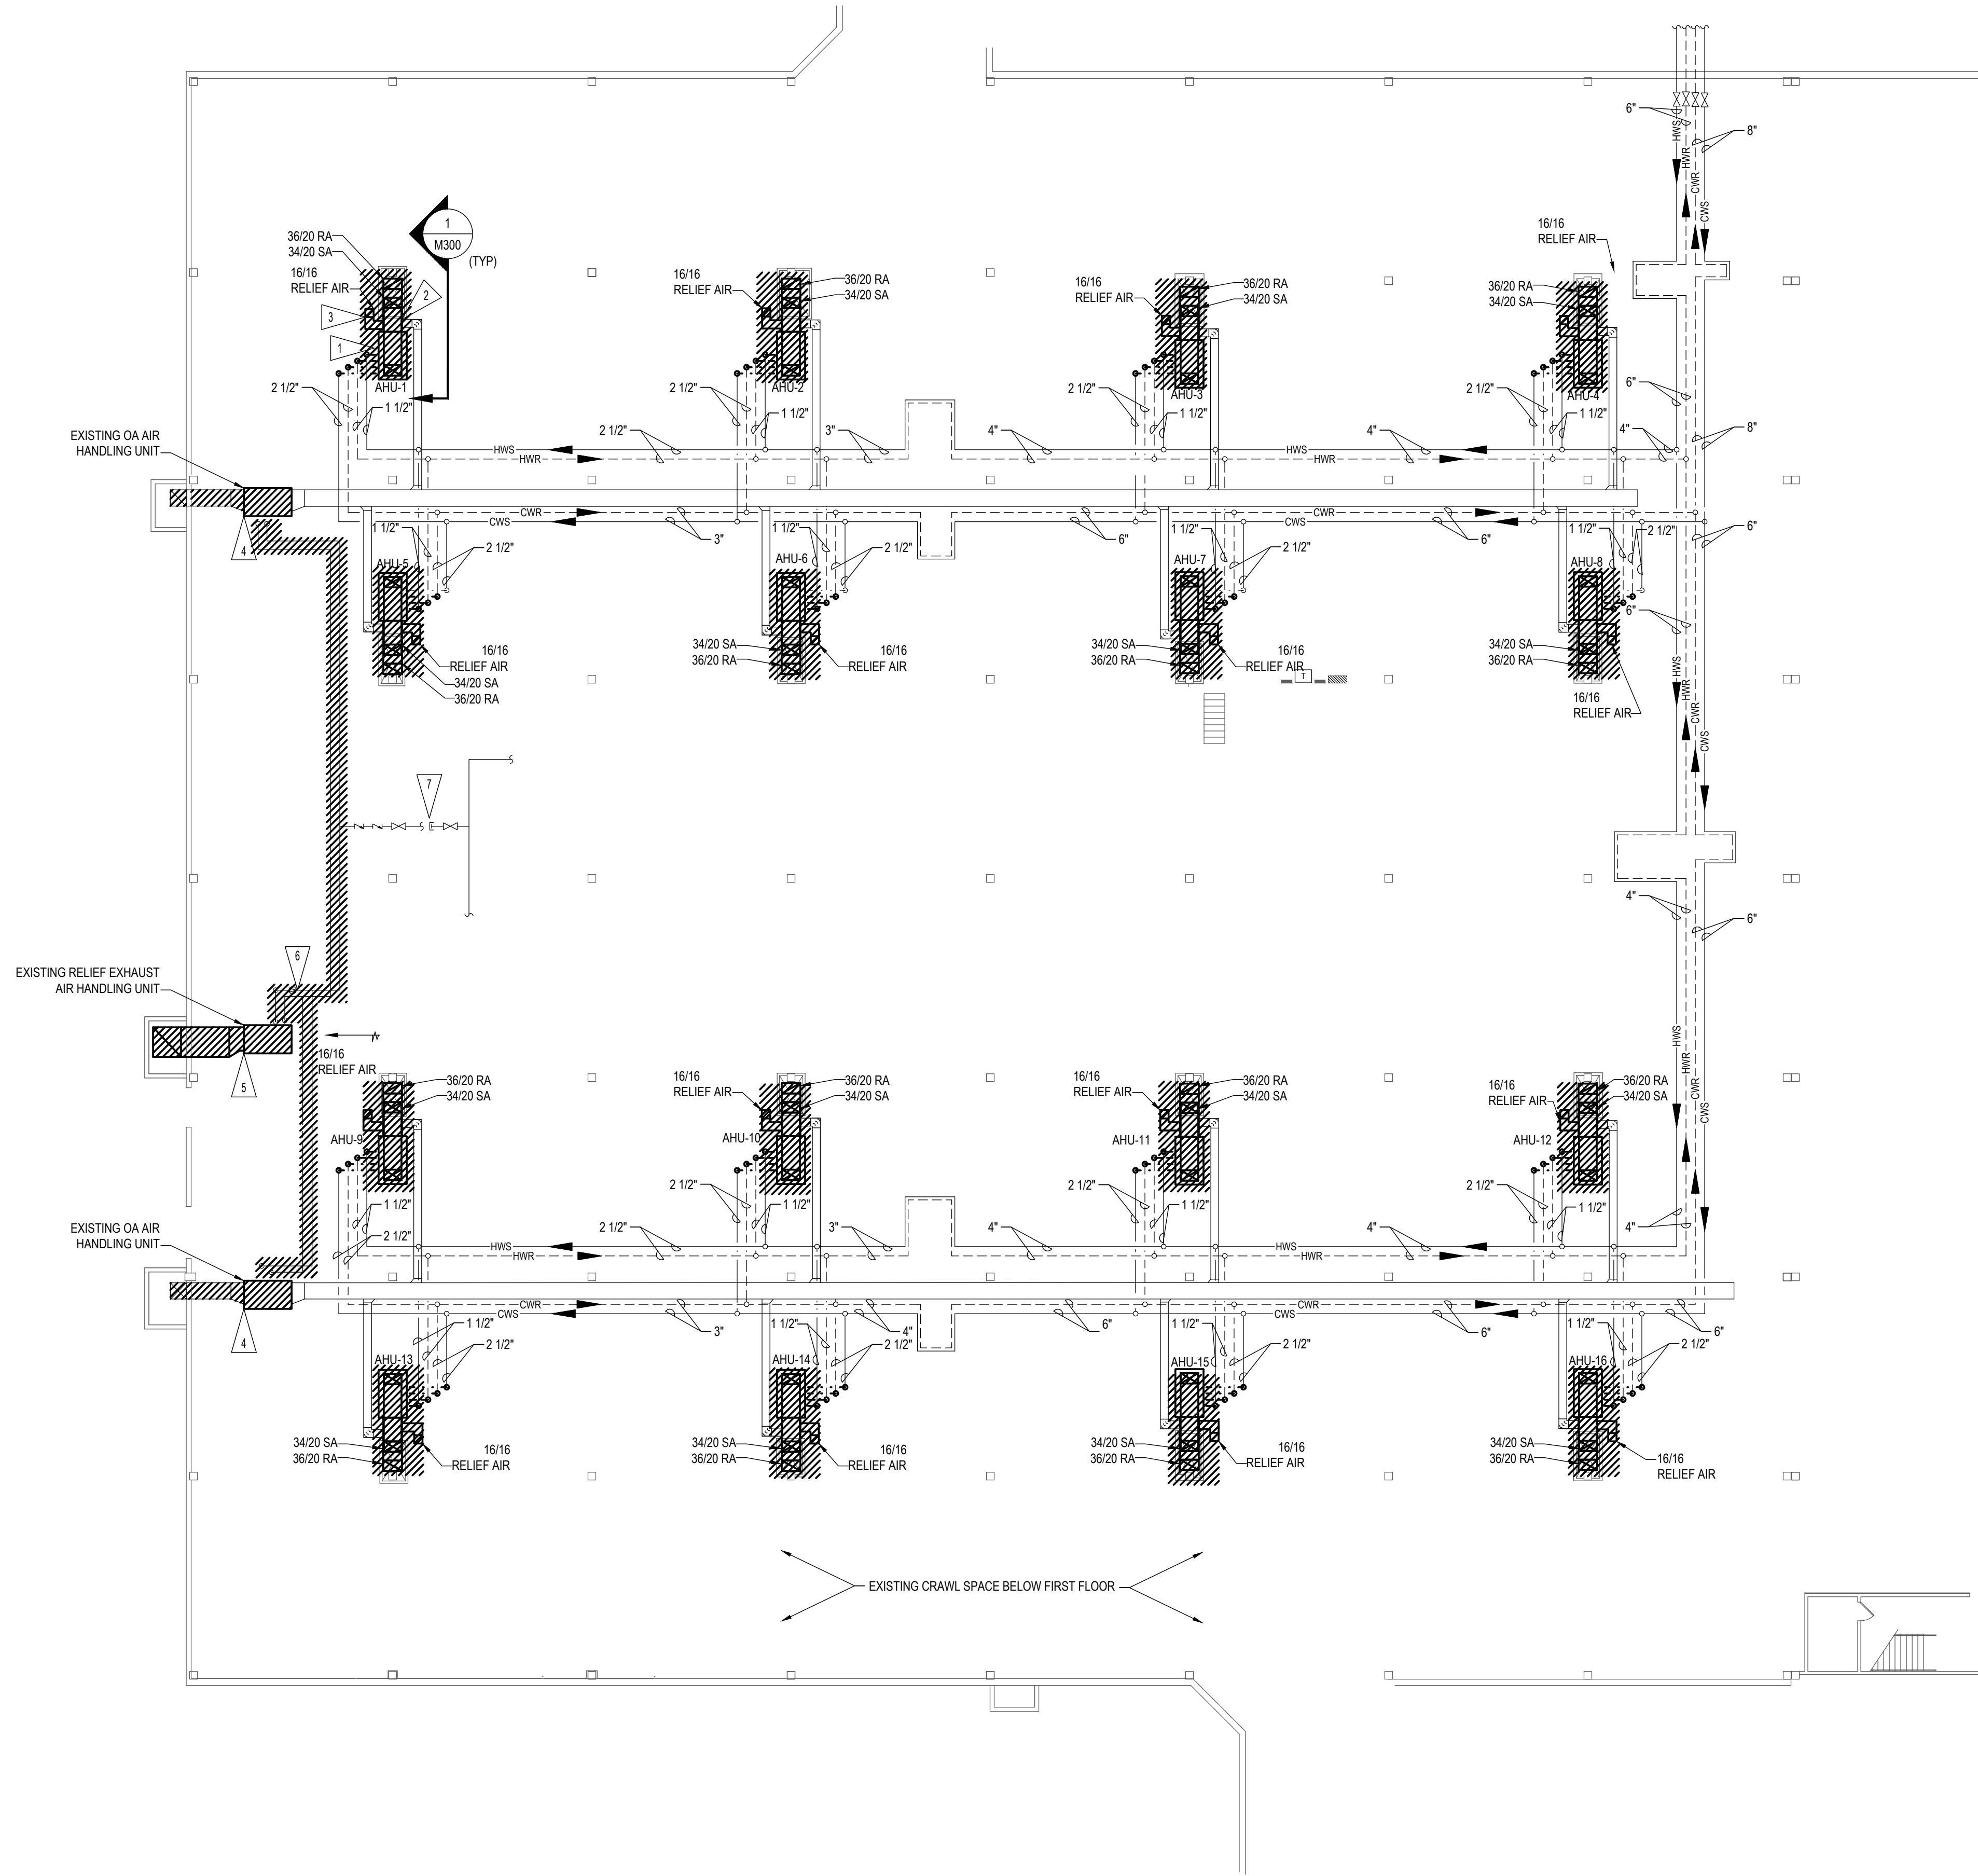 6"
8"
HWS
HWR
CWR
CWS
1
M300
(TYP)
36/20 RA
34/20 SA
16/16
RELIEF AIR
2
3
1
AHU-1
16/16
RELIEF AIR
36/20 RA
34/20 SA
AHU-2
16/16
RELIEF AIR
36/20 RA
34/20 SA
AHU-3
16/16
RELIEF AIR
36/20 RA
34/20 SA
AHU-4
2 1/2"
1 1/2"
2 1/2"
1 1/2"
2 1/2"
1 1/2"
2 1/2"
1 1/2"
6"
8"
EXISTING OA AIR
HANDLING UNIT
HWS
HWR
2 1/2"
3"
4"
HWS
HWR
4"
4"
4
1 1/2"
CWR
CWS
3"
1 1/2"
2 1/2"
2 1/2"
6"
1 1/2"
CWR
CWS
2 1/2"
6"
1 1/2"
2 1/2"
6"
AHU-5
AHU-6
AHU-7
AHU-8
6"
16/16
RELIEF AIR
34/20 SA
36/20 RA
34/20 SA
36/20 RA
16/16
RELIEF AIR
34/20 SA
36/20 RA
16/16
RELIEF AIR
T
34/20 SA
36/20 RA
16/16
RELIEF AIR
HWS
HWR
CWR
CWS
7
4"
6"
6
EXISTING RELIEF EXHAUST
AIR HANDLING UNIT
5
16/16
RELIEF AIR
36/20 RA
34/20 SA
AHU-9
16/16
RELIEF AIR
36/20 RA
34/20 SA
AHU-10
16/16
RELIEF AIR
36/20 RA
34/20 SA
AHU-11
16/16
RELIEF AIR
36/20 RA
34/20 SA
AHU-12
HWS
HWR
CWR
CWS
1 1/2"
2 1/2"
2 1/2"
1 1/2"
2 1/2"
1 1/2"
2 1/2"
1 1/2"
4"
EXISTING OA AIR
HANDLING UNIT
HWS
HWR
2 1/2"
3"
4"
HWS
HWR
4"
4
CWR
CWS
1 1/2"
2 1/2"
3"
1 1/2"
4"
2 1/2"
6"
1 1/2"
CWR
CWS
2 1/2"
6"
1 1/2"
2 1/2"
6"
AHU-13
AHU-14
AHU-15
AHU-16
34/20 SA
36/20 RA
16/16
RELIEF AIR
34/20 SA
36/20 RA
16/16
RELIEF AIR
34/20 SA
36/20 RA
16/16
RELIEF AIR
34/20 SA
36/20 RA
16/16
RELIEF AIR
EXISTING CRAWL SPACE BELOW FIRST FLOOR